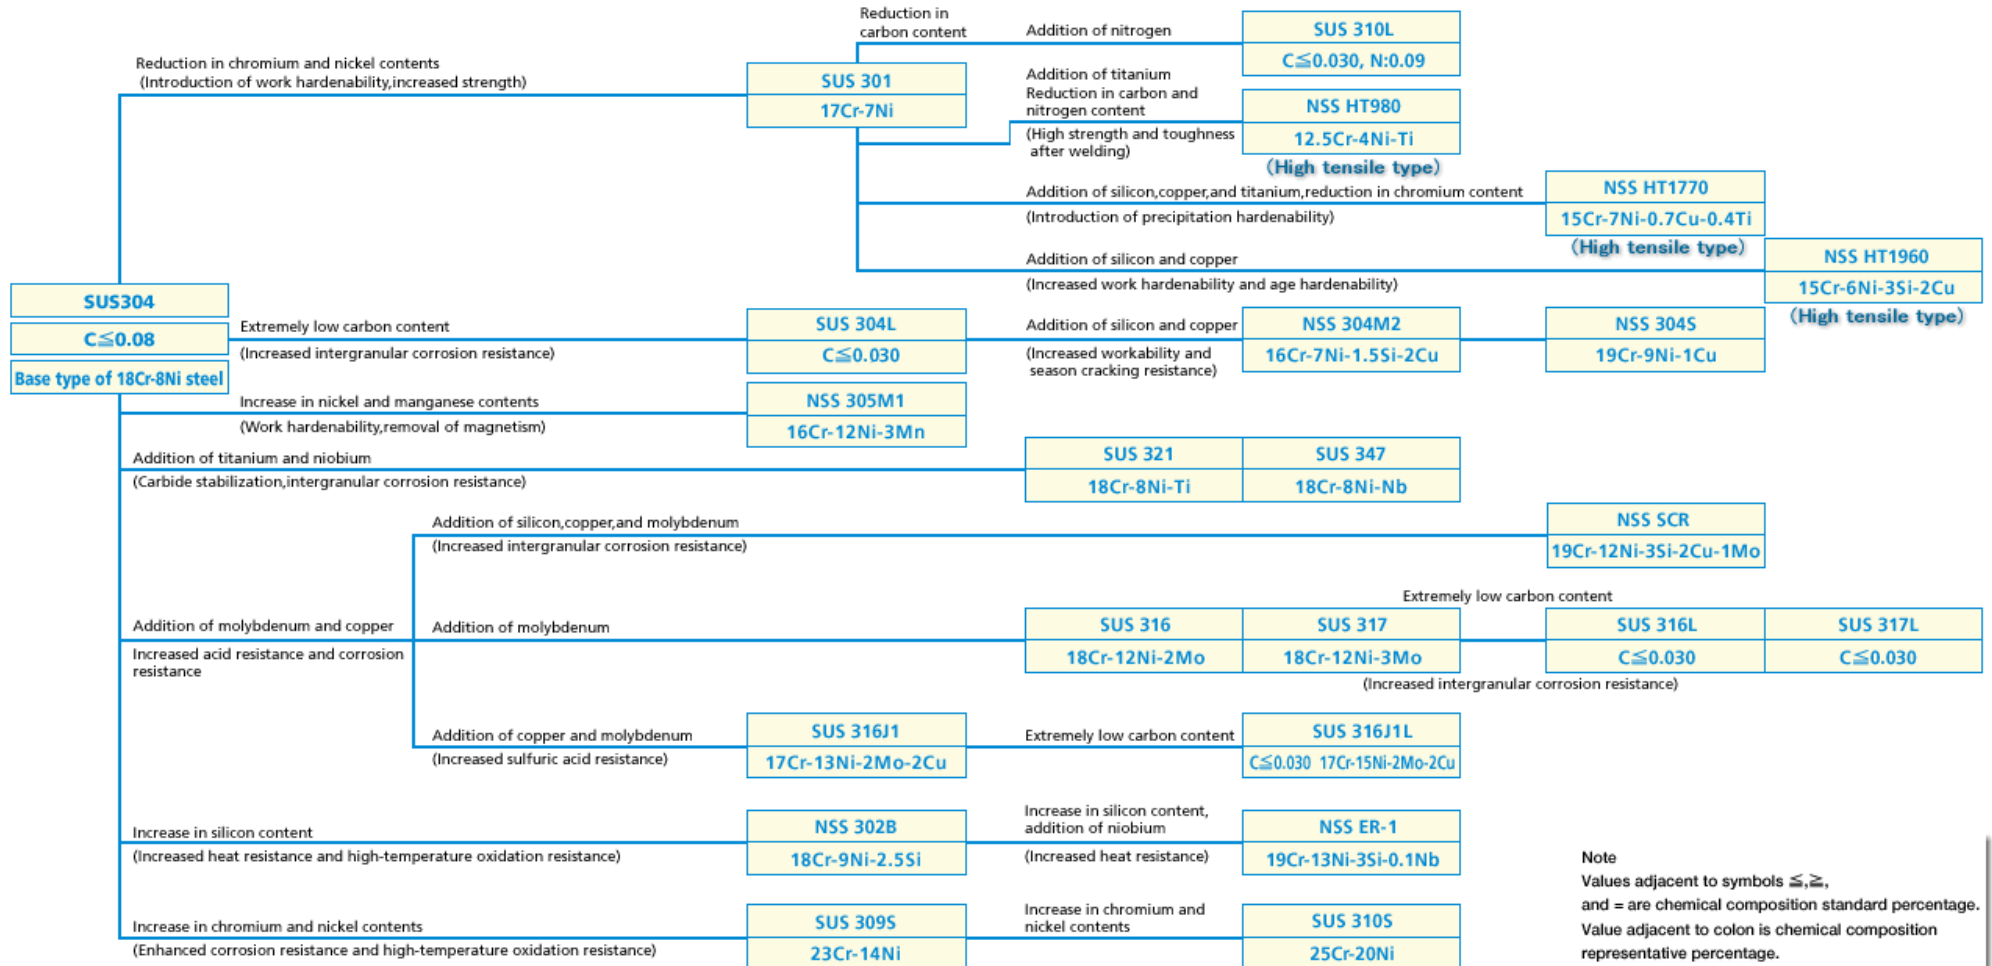 Reduction in
carbon content
Addition of nitrogen
SUS 310L
C≦0.030, N:0.09
Reduction in chromium and nickel contents
(Introduction of work hardenability,increased strength)
SUS 301
17Cr-7Ni
Addition of titanium
Reduction in carbon and
nitrogen content
(High strength and toughness
after welding)
NSS HT980
12.5Cr-4Ni-Ti
(High tensile type)
Addition of silicon,copper,and titanium,reduction in chromium content
(Introduction of precipitation hardenability)
NSS HT1770
15Cr-7Ni-0.7Cu-0.4Ti
(High tensile type)
Addition of silicon and copper
(Increased work hardenability and age hardenability)
NSS HT1960
15Cr-6Ni-3Si-2Cu
(High tensile type)
SUS304
C≦0.08
Base type of 18Cr-8Ni steel
Extremely low carbon content
(Increased intergranular corrosion resistance)
SUS 304L
C≦0.030
Addition of silicon and copper
(Increased workability and
season cracking resistance)
NSS 304M2
16Cr-7Ni-1.5Si-2Cu
NSS 304S
19Cr-9Ni-1Cu
Increase in nickel and manganese contents
(Work hardenability,removal of magnetism)
NSS 305M1
16Cr-12Ni-3Mn
Addition of titanium and niobium
(Carbide stabilization,intergranular corrosion resistance)
SUS 321
18Cr-8Ni-Ti
SUS 347
18Cr-8Ni-Nb
Addition of silicon,copper,and molybdenum
(Increased intergranular corrosion resistance)
NSS SCR
19Cr-12Ni-3Si-2Cu-1Mo
Addition of molybdenum and copper
Increased acid resistance and corrosion
resistance
Addition of molybdenum
SUS 316
18Cr-12Ni-2Mo
SUS 317
18Cr-12Ni-3Mo
Extremely low carbon content
(Increased intergranular corrosion resistance)
SUS 316L
C≦0.030
SUS 317L
C≦0.030
Addition of copper and molybdenum
(Increased sulfuric acid resistance)
SUS 316J1
17Cr-13Ni-2Mo-2Cu
Extremely low carbon content
SUS 316J1L
C≦0.030 17Cr-15Ni-2Mo-2Cu
Increase in silicon content
(Increased heat resistance and high-temperature oxidation resistance)
NSS 302B
18Cr-9Ni-2.5Si
Increase in silicon content,
addition of niobium
(Increased heat resistance)
NSS ER-1
19Cr-13Ni-3Si-0.1Nb
Increase in chromium and nickel contents
(Enhanced corrosion resistance and high-temperature oxidation resistance)
SUS 309S
23Cr-14Ni
Increase in chromium and
nickel contents
SUS 310S
25Cr-20Ni
Note
Values adjacent to symbols ≦,≧,
and = are chemical composition standard percentage.
Value adjacent to colon is chemical composition
representative percentage.